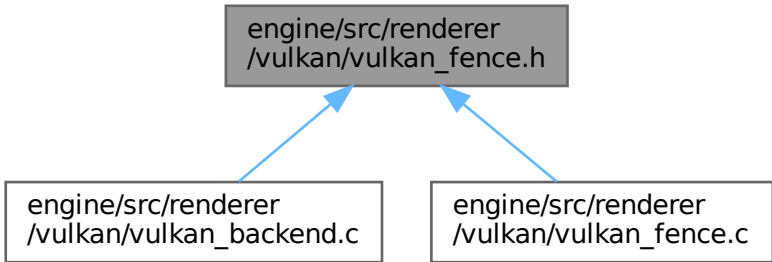 engine/src/renderer
/vulkan/vulkan_fence.h
engine/src/renderer
/vulkan/vulkan_backend.c
engine/src/renderer
/vulkan/vulkan_fence.c